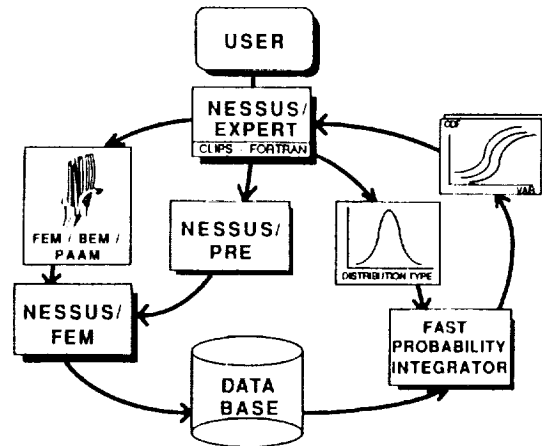 USER
NESSUS/
EXPERT
CLIPS - FORTRAN
CDF
VAR
FEM / BEM /
PAAM
NESSUS/
PRE
DISTRIBUTION TYPE
NESSUS/
FEM
FAST
PROBABILITY
INTEGRATOR
DATA
BASE